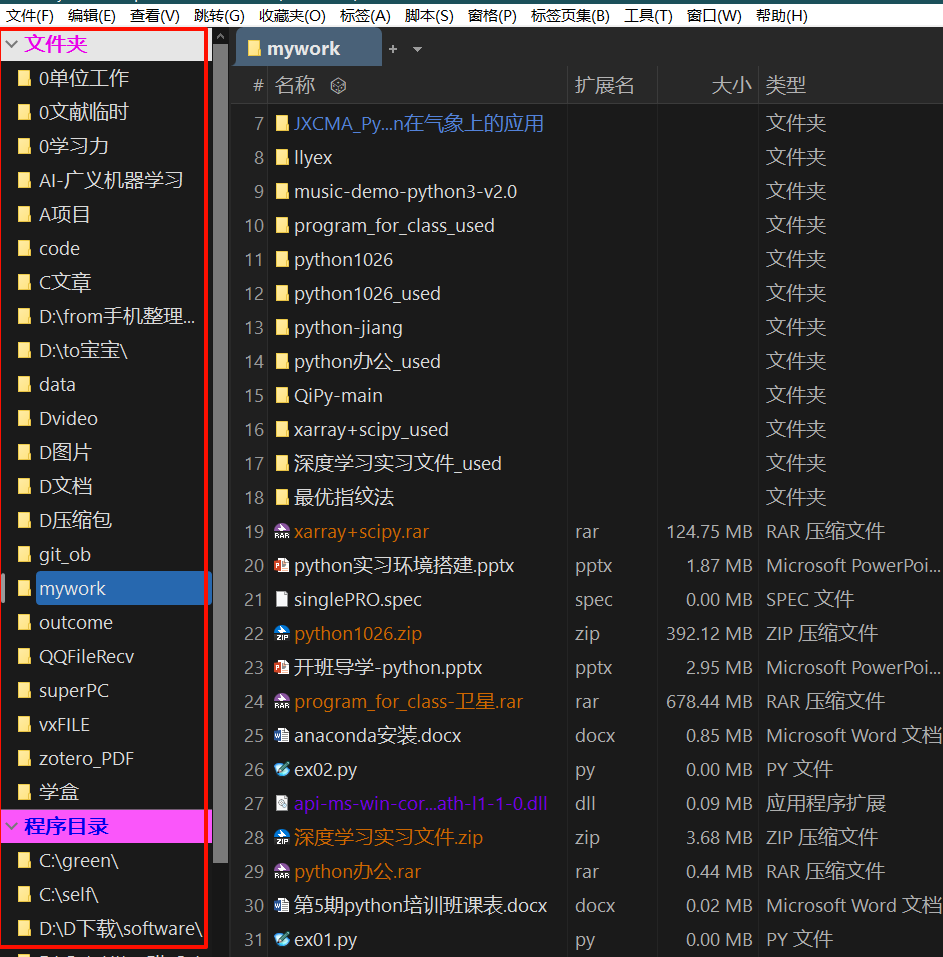 文件(F) 编辑(E) 查看(V) 跳转(G) 收藏夹(O) 标签(A) 脚本(S) 窗格(P) 标签页集(B) 工具(T) 窗口(W) 帮助(H)
文件夹
0单位工作
0文献临时
0学习力
AI-广义机器学习
A项目
code
C文章
D:\from手机整理...
D:\to宝宝\
data
Dvideo
D图片
D文档
D压缩包
git_ob
mywork
outcome
QQFileRecv
superPC
vxFILE
zotero_PDF
学盒
程序目录
C:\green\
C:\self\
D:\D下载\software\
mywork +
# 名称 扩展名 大小 类型
7 JXCMA_Py...n在气象上的应用 文件夹
8 llyex 文件夹
9 music-demo-python3-v2.0 文件夹
10 program_for_class_used 文件夹
11 python1026 文件夹
12 python1026_used 文件夹
13 python-jiang 文件夹
14 python办公_used 文件夹
15 QiPy-main 文件夹
16 xarray+scipy_used 文件夹
17 深度学习实习文件_used 文件夹
18 最优指纹法 文件夹
19 xarray+scipy.rar rar 124.75 MB RAR 压缩文件
20 python实习环境搭建.pptx pptx 1.87 MB Microsoft PowerPoi...
21 singlePRO.spec spec 0.00 MB SPEC 文件
22 python1026.zip zip 392.12 MB ZIP 压缩文件
23 开班导学-python.pptx pptx 2.95 MB Microsoft PowerPoi...
24 program_for_class-卫星.rar rar 678.44 MB RAR 压缩文件
25 anaconda安装.docx docx 0.85 MB Microsoft Word 文档
26 ex02.py py 0.00 MB PY 文件
27 api-ms-win-cor...ath-l1-1-0.dll dll 0.09 MB 应用程序扩展
28 深度学习实习文件.zip zip 3.68 MB ZIP 压缩文件
29 python办公.rar rar 0.44 MB RAR 压缩文件
30 第5期python培训班课表.docx docx 0.02 MB Microsoft Word 文档
31 ex01.py py 0.00 MB PY 文件